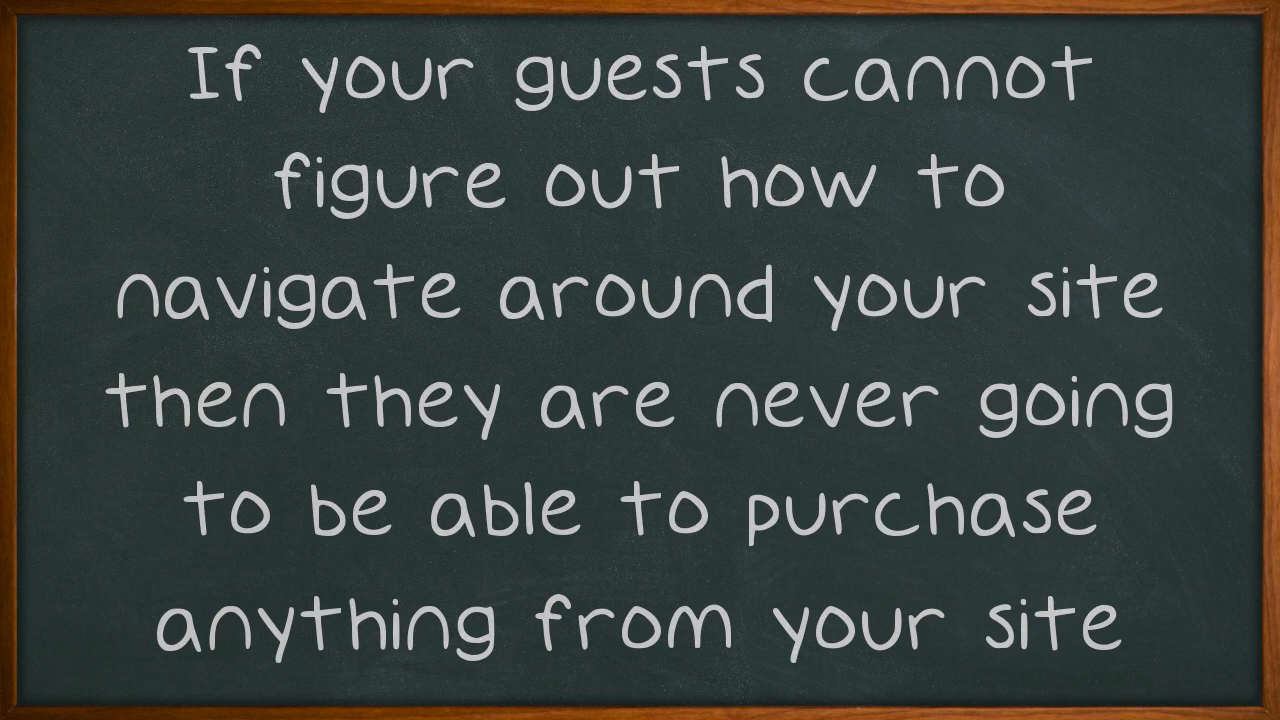 If your guests cannot
figure out how to
navigate around your site
then they are never going
to be able to purchase
anything from your site